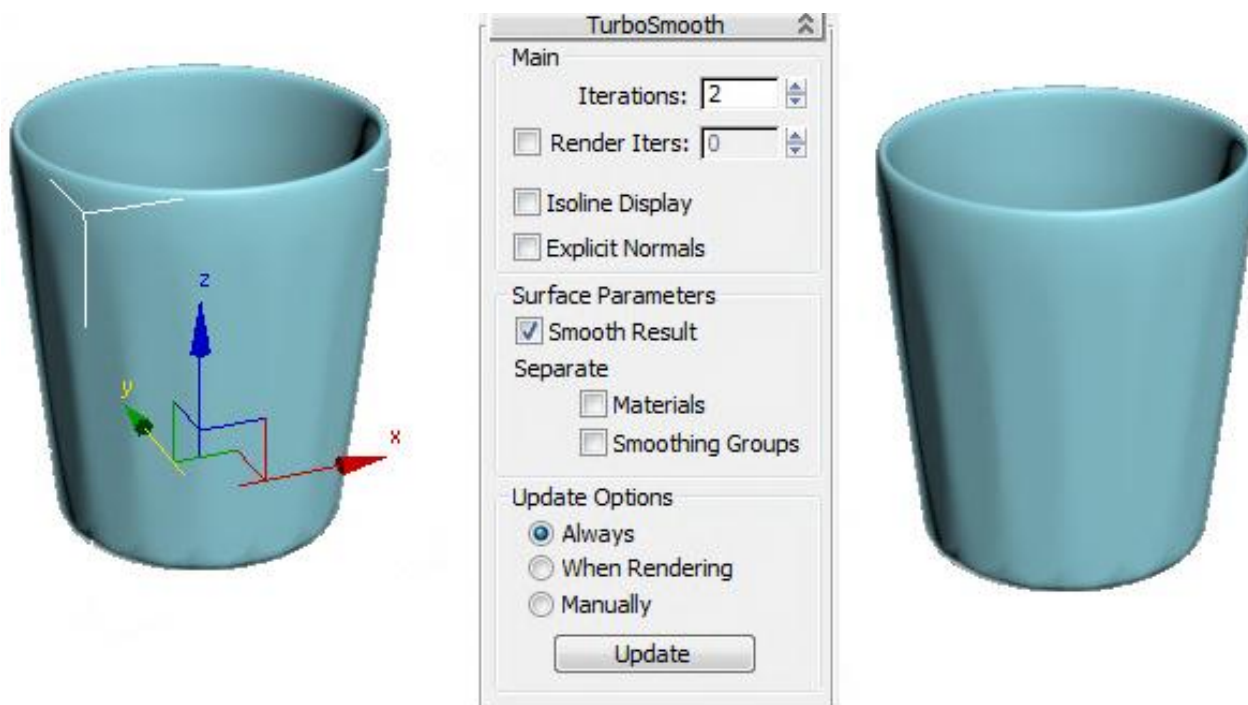 TurboSmooth
Main
Iterations: 2
Render Iters: 0
Isoline Display
Explicit Normals
Surface Parameters
Smooth Result
Separate
Materials
Smoothing Groups
Update Options
Always
When Rendering
Manually
Update
z
y
x